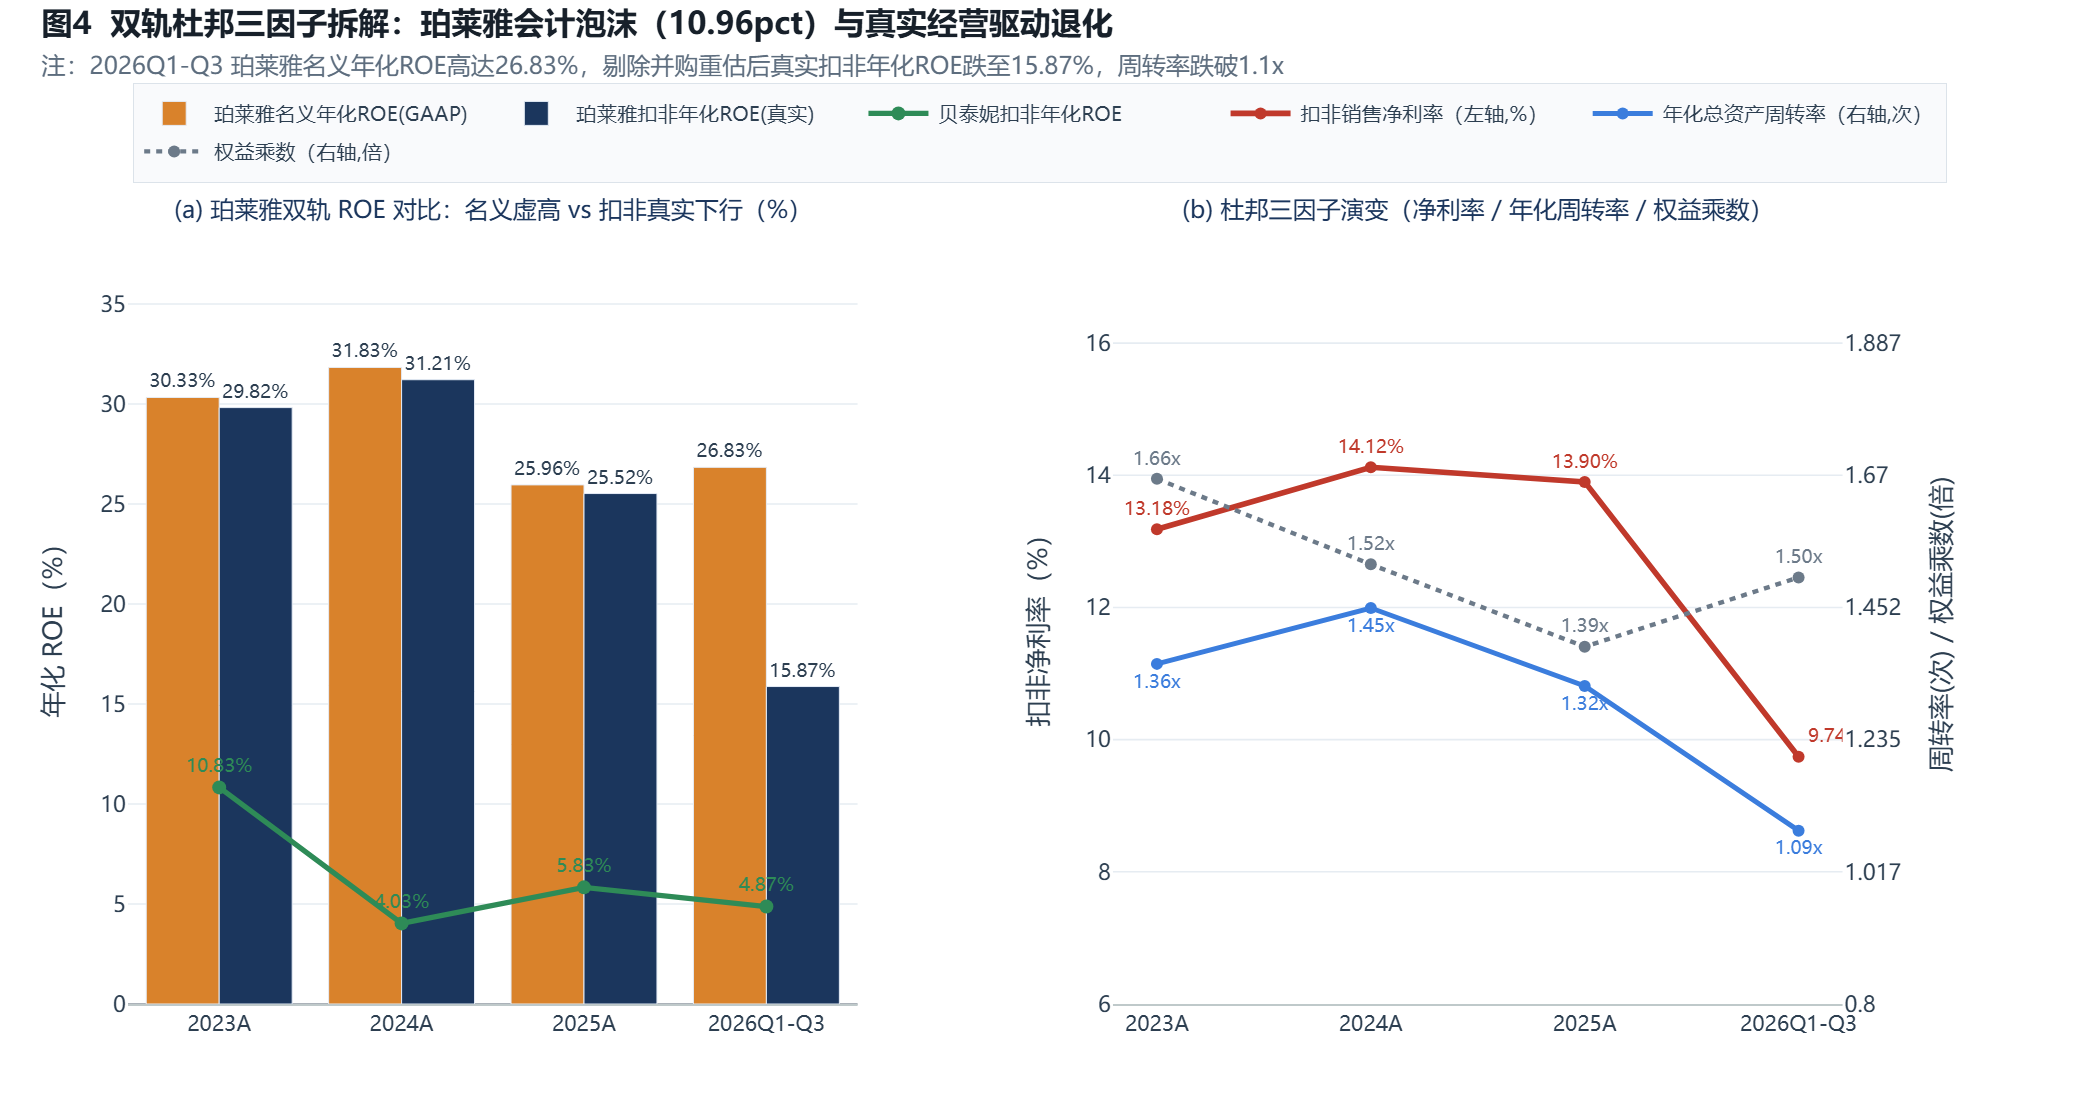 图4 双轨杜邦三因子拆解：珀莱雅会计泡沫（10.96pct）与真实经营驱动退化
注：2026Q1-Q3 珀莱雅名义年化ROE高达26.83%，剔除并购重估后真实扣非年化ROE跌至15.87%，周转率跌破1.1x
珀莱雅名义年化ROE(GAAP)
珀莱雅扣非年化ROE(真实)
贝泰妮扣非年化ROE
扣非销售净利率（左轴,%）
年化总资产周转率（右轴,次）
权益乘数（右轴,倍）
(a) 珀莱雅双轨 ROE 对比：名义虚高 vs 扣非真实下行（%）
年化 ROE（%）
35
30
25
20
15
10
5
0
30.33%
29.82%
31.83%
31.21%
25.96%
25.52%
26.83%
15.87%
10.83%
4.03%
5.83%
4.87%
2023A
2024A
2025A
2026Q1-Q3
(b) 杜邦三因子演变（净利率 / 年化周转率 / 权益乘数）
扣非净利率（%）
16
14
12
10
8
6
1.66x
13.18%
1.36x
14.12%
1.52x
1.45x
13.90%
1.39x
1.32x
1.50x
9.74
1.09x
1.887
1.67
1.452
1.235
1.017
0.8
周转率(次) / 权益乘数(倍)
2023A
2024A
2025A
2026Q1-Q3